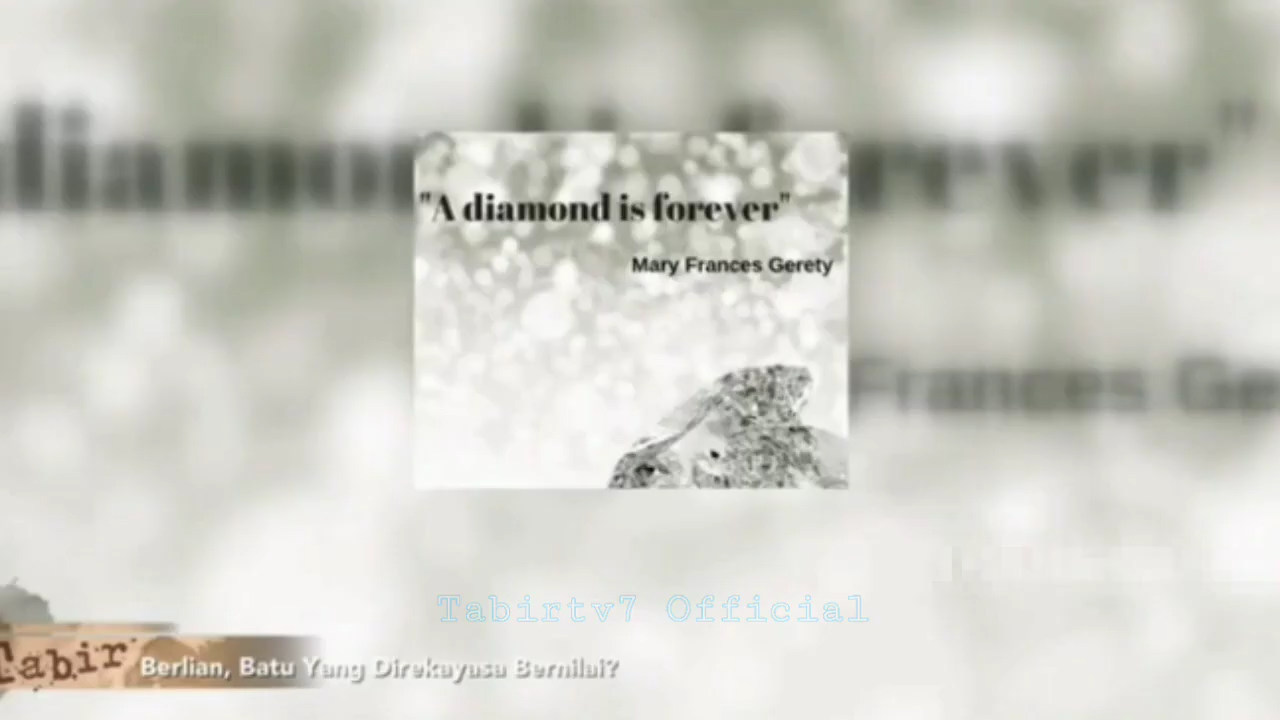 "A diamond is forever"
Mary Frances Gerety
Tabirtv7 Official
Tabir
Berlian, Batu Yang Direkayasa Bernilai?